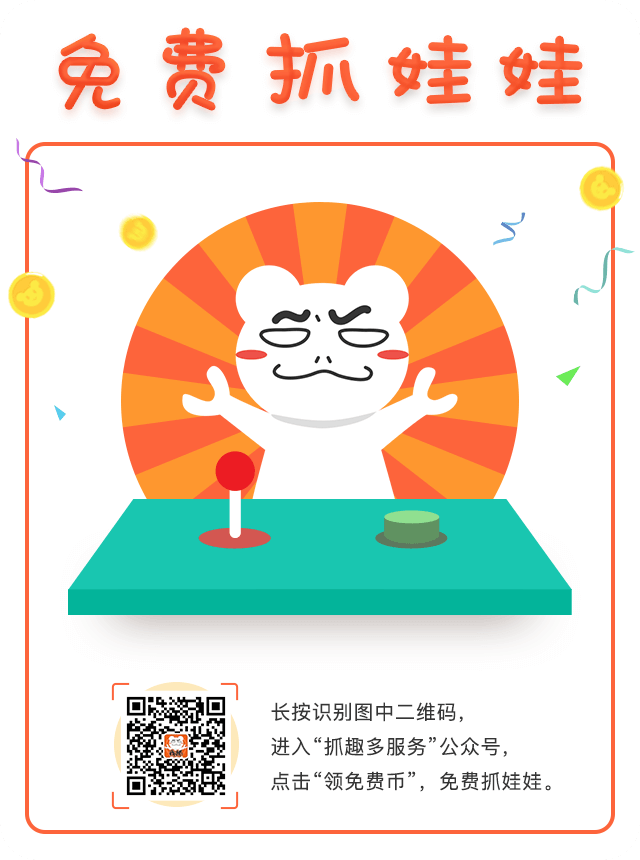 免费抓娃娃
长按识别图中二维码，
进入“抓趣多服务”公众号，
点击“领免费币”，免费抓娃娃。